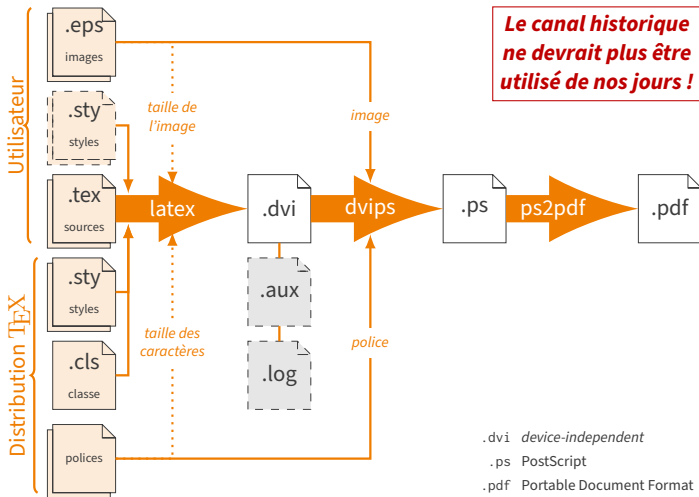 .eps
images
Le canal historique
ne devrait plus être
utilisé de nos jours !
Utilisateur
.sty
styles
taille de
l'image
image
.tex
sources
latex
.dvi
dvips
.ps
ps2pdf
.pdf
Distribution TEX
.sty
styles
.aux
taille des
caractères
police
.cls
classe
.log
polices
.dvi device-independent
.ps PostScript
.pdf Portable Document Format